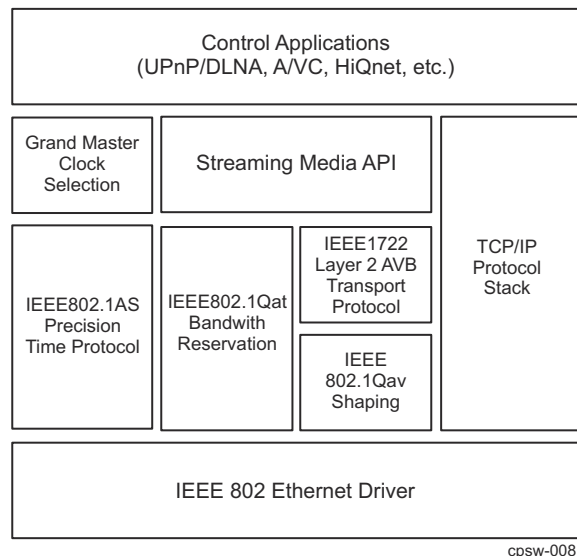 Control Applications
(UPnP/DLNA, A/VC, HiQnet, etc.)
Grand Master
Clock
Selection
Streaming Media API
TCP/IP
Protocol
Stack
IEEE802.1AS
Precision
Time Protocol
IEEE802.1Qat
Bandwith
Reservation
IEEE1722
Layer 2 AVB
Transport
Protocol
IEEE
802.1Qav
Shaping
IEEE 802 Ethernet Driver
cpsw-008